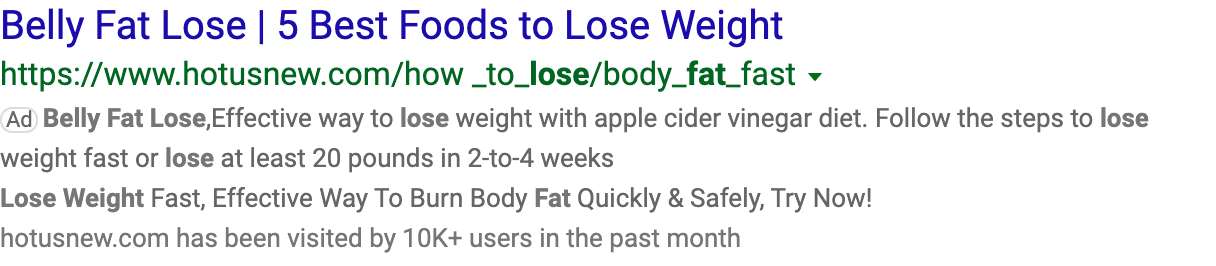 Belly Fat Lose | 5 Best Foods to Lose Weight
https://www.hotusnew.com/how _to_lose/body_fat_fast
Ad Belly Fat Lose,Effective way to lose weight with apple cider vinegar diet. Follow the steps to lose
weight fast or lose at least 20 pounds in 2-to-4 weeks
Lose Weight Fast, Effective Way To Burn Body Fat Quickly & Safely, Try Now!
hotusnew.com has been visited by 10K+ users in the past month